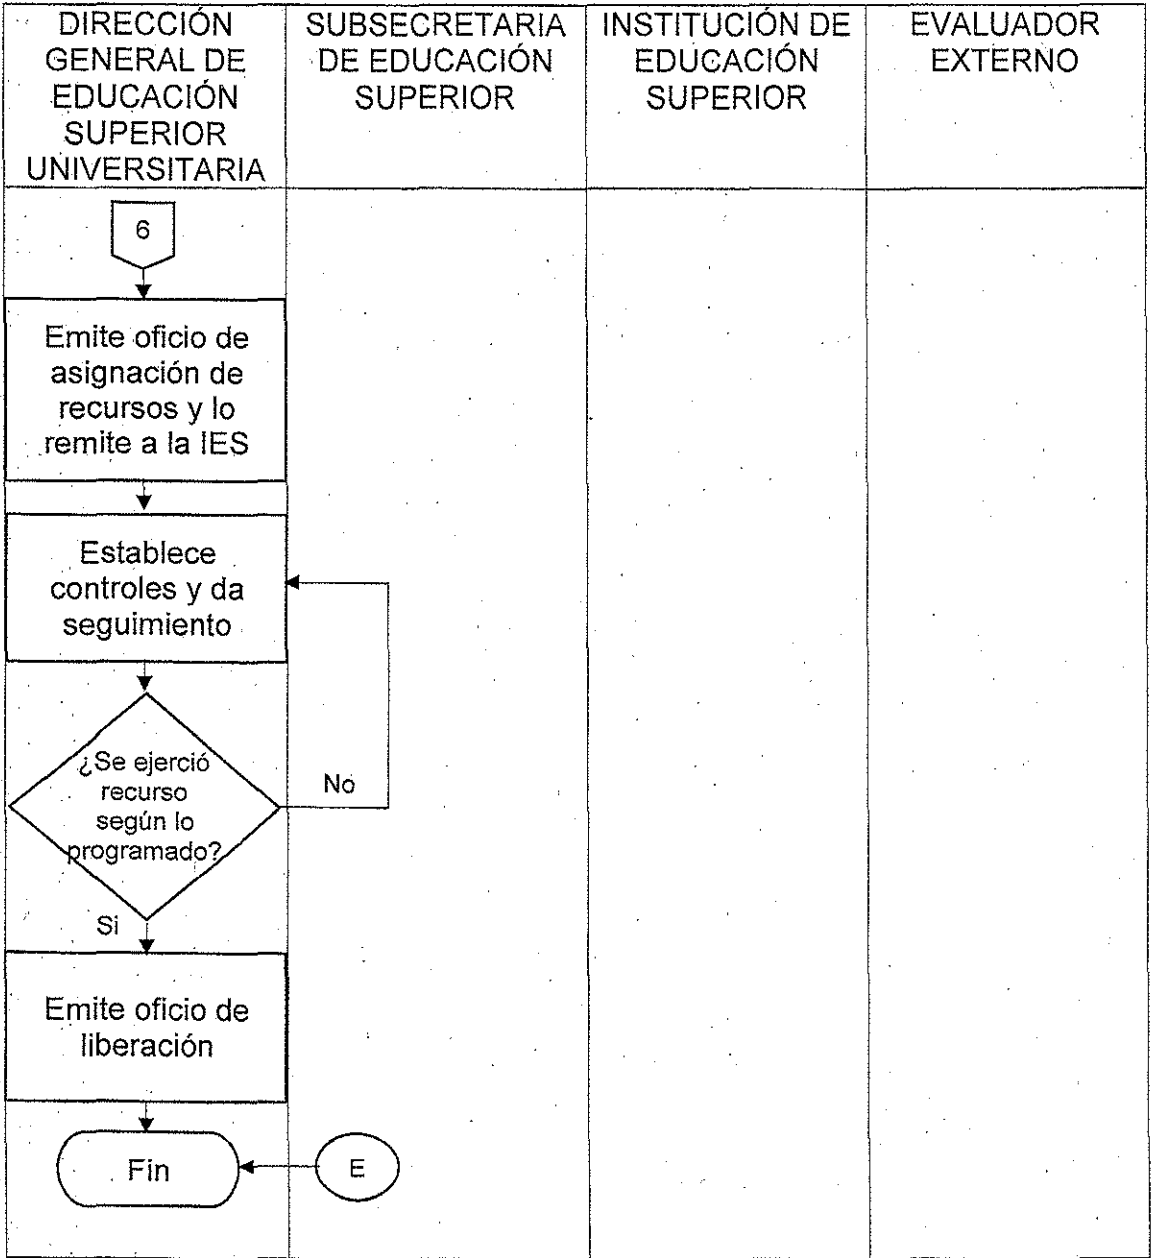 DIRECCIÓN
GENERAL DE
EDUCACIÓN
SUPERIOR
UNIVERSITARIA
SUBSECRETARIA
DE EDUCACIÓN
SUPERIOR
INSTITUCIÓN DE
EDUCACIÓN
SUPERIOR
EVALUADOR
EXTERNO
6
Emite oficio de
asignación de
recursos y lo
remite a la IES
Establece
controles y da
seguimiento
¿Se ejerció
recurso
según lo
programado?
No
Si
Emite oficio de
liberación
Fin
E